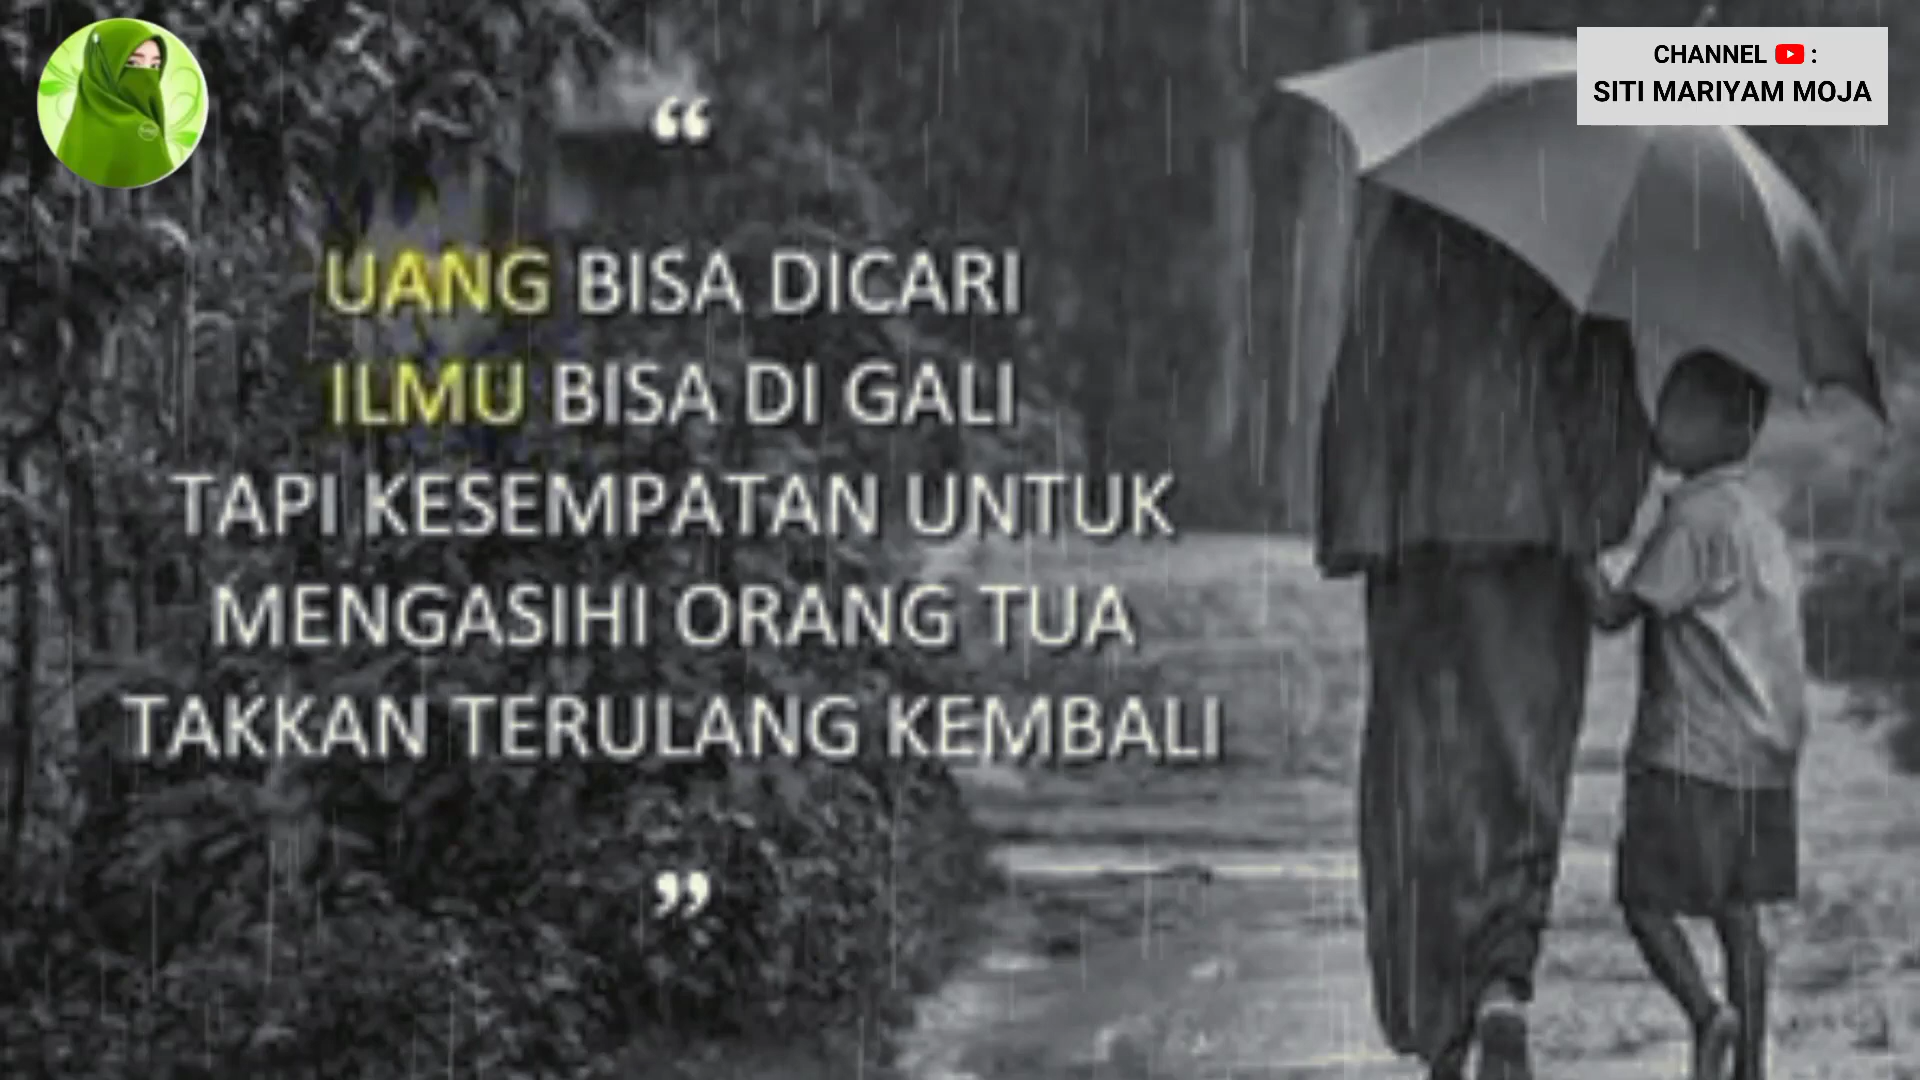 CHANNEL :
SITI MARIYAM MOJA
“
UANG BISA DICARI
ILMU BISA DI GALI
TAPI KESEMPATAN UNTUK
MENGASIHI ORANG TUA
TAKKAN TERULANG KEMBALI
”